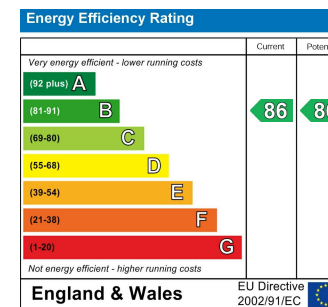 Energy Efficiency Rating
Current Poten
Very energy efficient - lower running costs
(92 plus) A
(81-91) B 86 86
(69-80) C
(55-68) D
(39-54) E
(21-38) F
(1-20) G
Not energy efficient - higher running costs
England & Wales
EU Directive
2002/91/EC